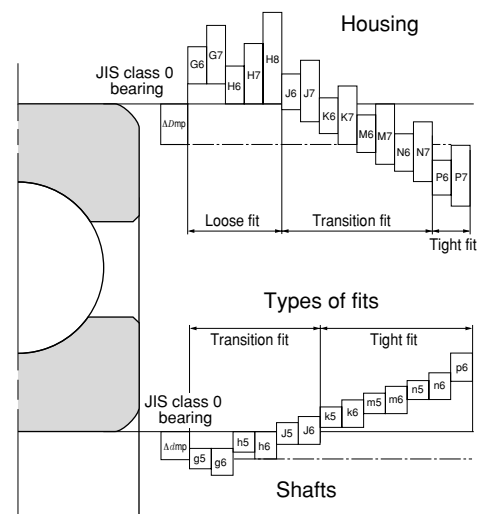 Housing
JIS class 0
bearing
G6
G7
H6
H7
H8
J6
J7
K6
K7
M6
M7
N6
N7
P6
P7
ΔDmp
Loose fit
Transition fit
Tight fit
Types of fits
Transition fit
Tight fit
JIS class 0
bearing
Δdmp
g5
g6
h5
h6
J5
J6
k5
k6
m5
m6
n5
n6
p6
Shafts